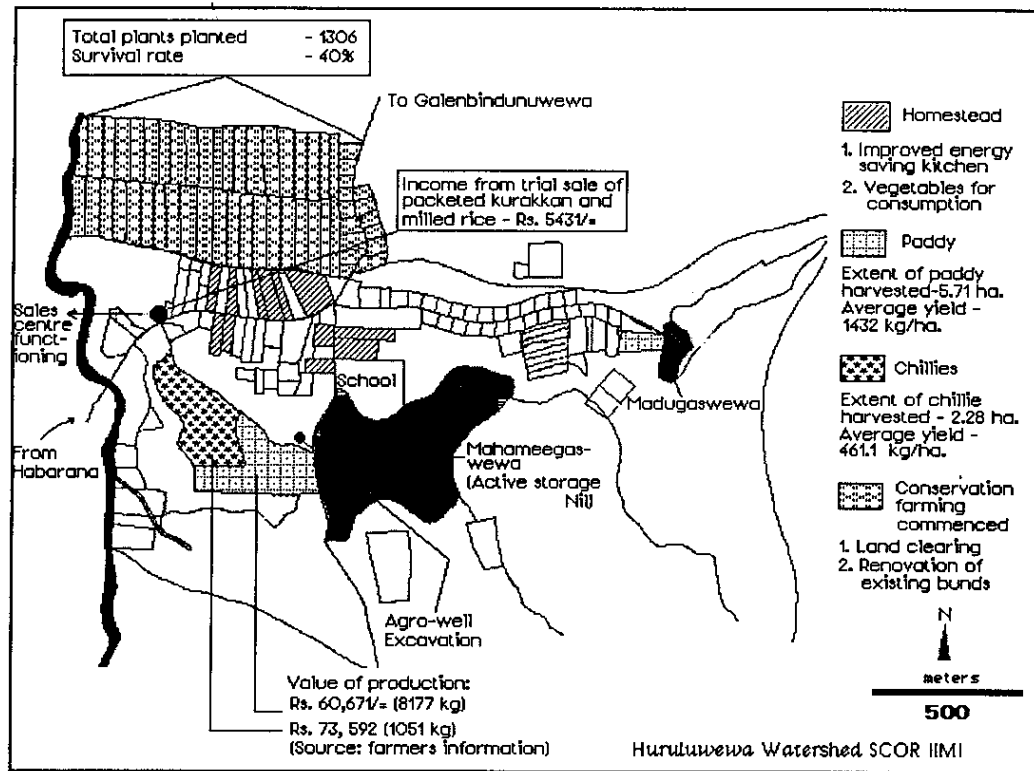 Total plants planted - 1306
Survival rate - 40%
To Galenbindunuwewa
Income from trial sale of
packeted kurakkan and
milled rice - Rs. 5431/=
Sales
centre
funct-
ioning
From
Habarana
School
Mahameegas-
wewa
(Active storage
Nill
Madugaswewa
Agro-well
Excavation
Value of production:
Rs. 60,671/= (8177 kg)
Rs. 73, 592 (1051 kg)
(Source: farmers information)
Homestead
1. Improved energy
saving kitchen
2. Vegetables for
consumption
Paddy
Extent of paddy
harvested-5.71 ha.
Average yield -
1432 kg/ha.
Chillies
Extent of chillie
harvested - 2.28 ha.
Average yield -
461.1 kg/ha.
Conservation
farming
commenced
1. Land clearing
2. Renovation of
existing bunds
N
meters
500
Huruluwewa Watershed SCOR IIMI